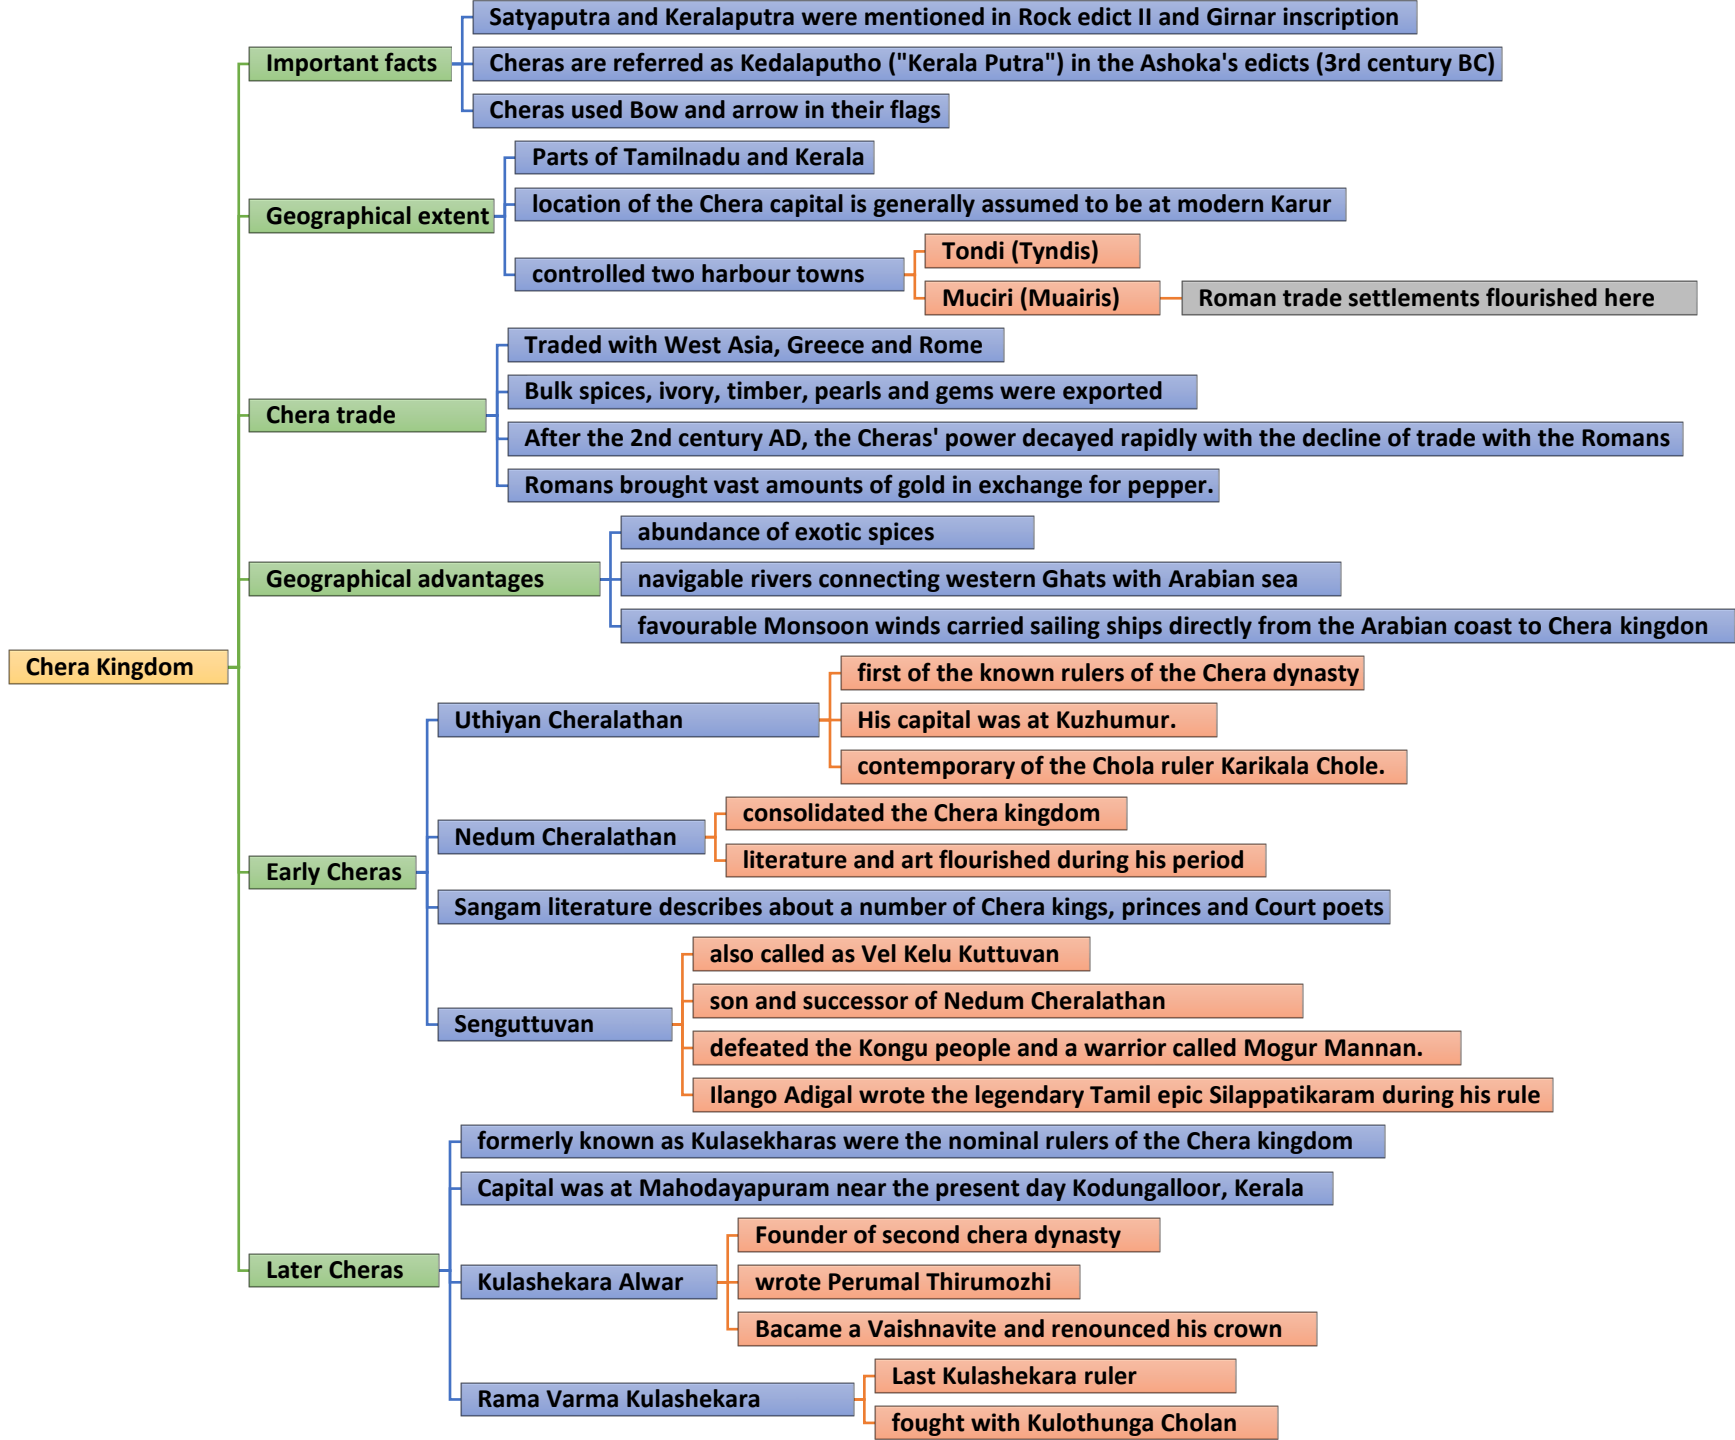 Chera Kingdom
Important facts
Satyaputra and Keralaputra were mentioned in Rock edict II and Girnar inscription
Cheras are referred as Kedalaputho ("Kerala Putra") in the Ashoka's edicts (3rd century BC)
Cheras used Bow and arrow in their flags
Geographical extent
Parts of Tamilnadu and Kerala
location of the Chera capital is generally assumed to be at modern Karur
controlled two harbour towns
Tondi (Tyndis)
Muciri (Muairis)
Roman trade settlements flourished here
Chera trade
Traded with West Asia, Greece and Rome
Bulk spices, ivory, timber, pearls and gems were exported
After the 2nd century AD, the Cheras' power decayed rapidly with the decline of trade with the Romans
Romans brought vast amounts of gold in exchange for pepper.
Geographical advantages
abundance of exotic spices
navigable rivers connecting western Ghats with Arabian sea
favourable Monsoon winds carried sailing ships directly from the Arabian coast to Chera kingdon
Early Cheras
Uthiyan Cheralathan
first of the known rulers of the Chera dynasty
His capital was at Kuzhumur.
contemporary of the Chola ruler Karikala Chole.
Nedum Cheralathan
consolidated the Chera kingdom
literature and art flourished during his period
Sangam literature describes about a number of Chera kings, princes and Court poets
Senguttuvan
also called as Vel Kelu Kuttuvan
son and successor of Nedum Cheralathan
defeated the Kongu people and a warrior called Mogur Mannan.
Ilango Adigal wrote the legendary Tamil epic Silappatikaram during his rule
Later Cheras
formerly known as Kulasekharas were the nominal rulers of the Chera kingdom
Capital was at Mahodayapuram near the present day Kodungalloor, Kerala
Kulashekara Alwar
Founder of second chera dynasty
wrote Perumal Thirumozhi
Bacame a Vaishnavite and renounced his crown
Rama Varma Kulashekara
Last Kulashekara ruler
fought with Kulothunga Cholan